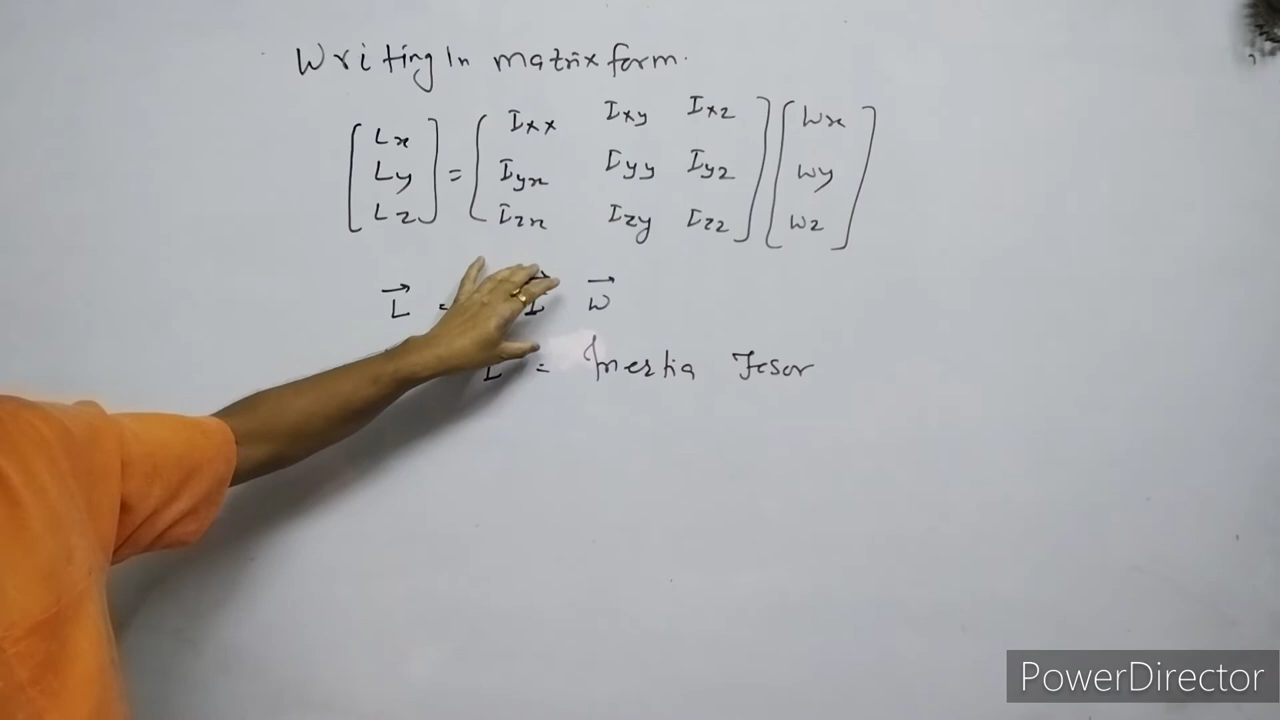 Writing In matrix form.
[Lx] = [Ixx Ixy Ixz] [Wx]
[Ly] [Iyx Iyy Iyz] [wy]
[Lz] [Izx Izy Izz] [wz]
L⃗ = I⃗ w⃗
= Inertia Tesor
PowerDirector